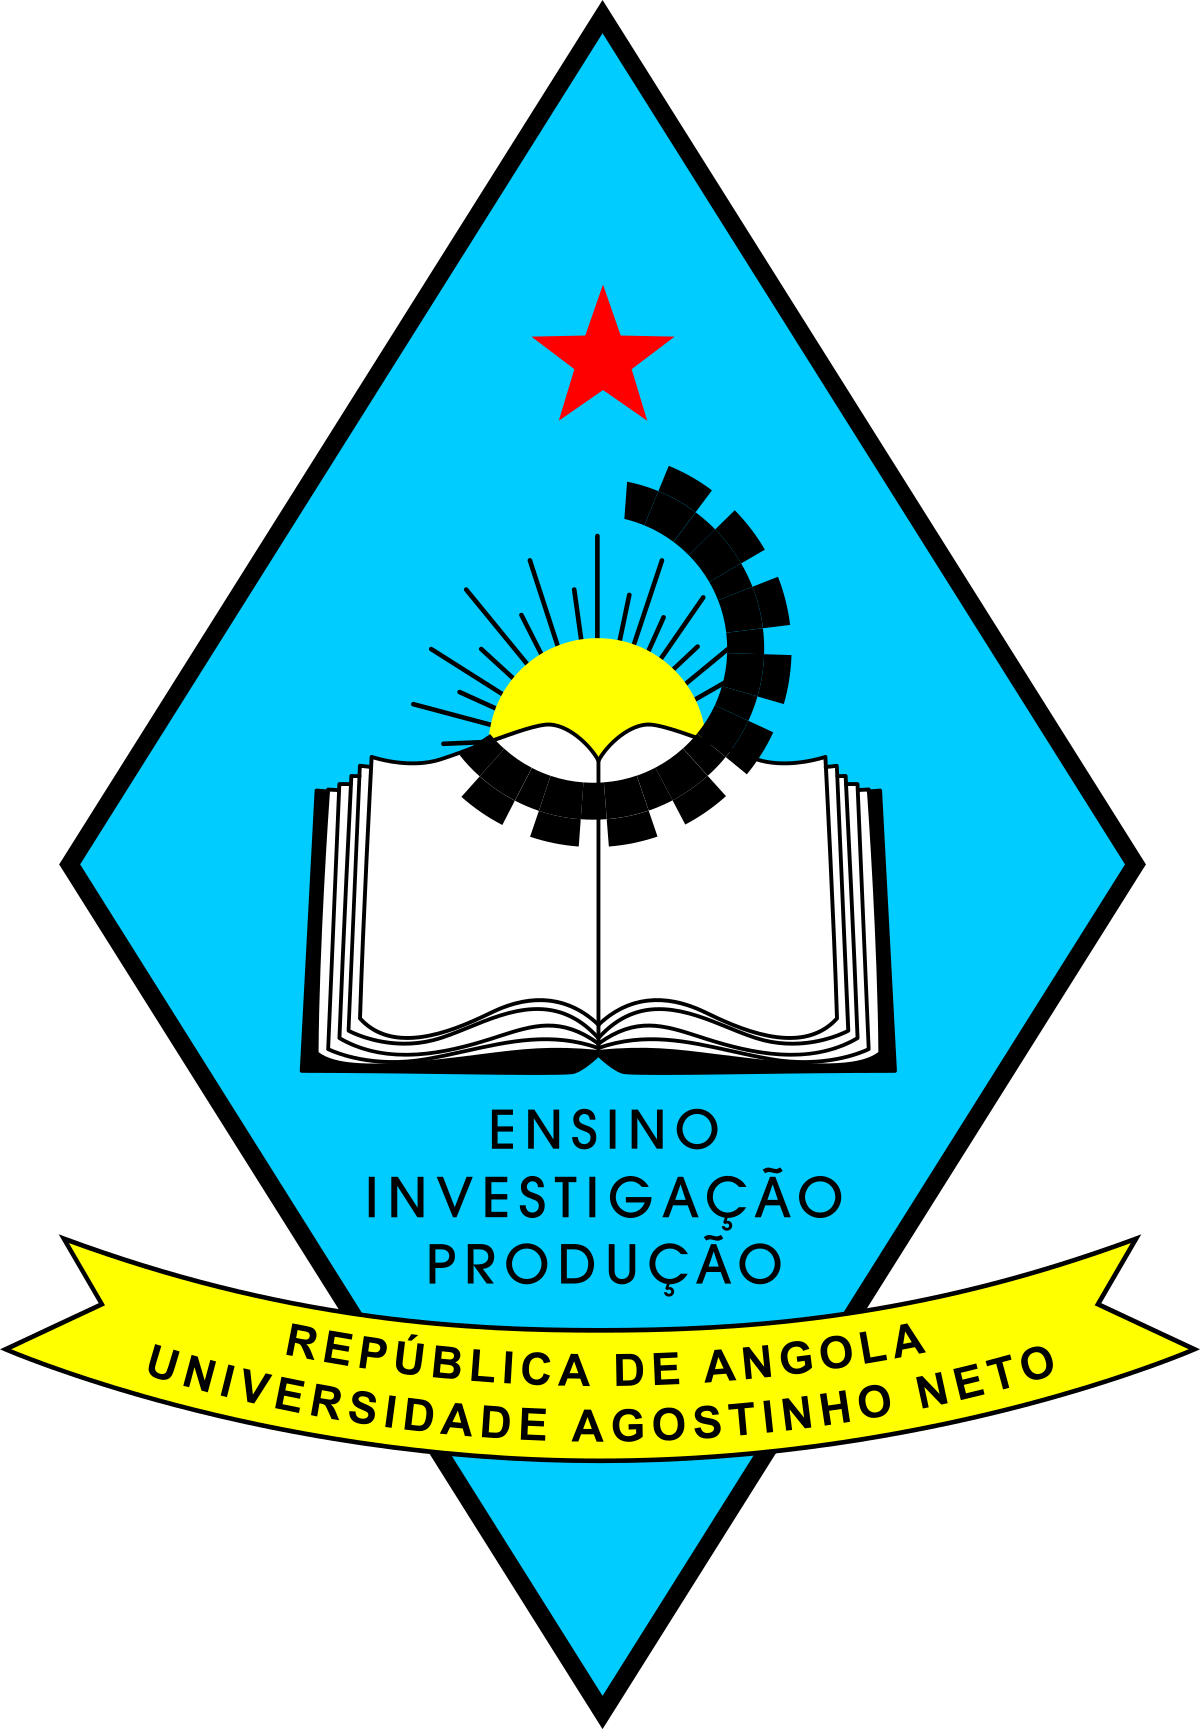 ENSINO
INVESTIGAÇÃO
PRODUÇÃO
REPÚBLICA DE ANGOLA
UNIVERSIDADE AGOSTINHO NETO